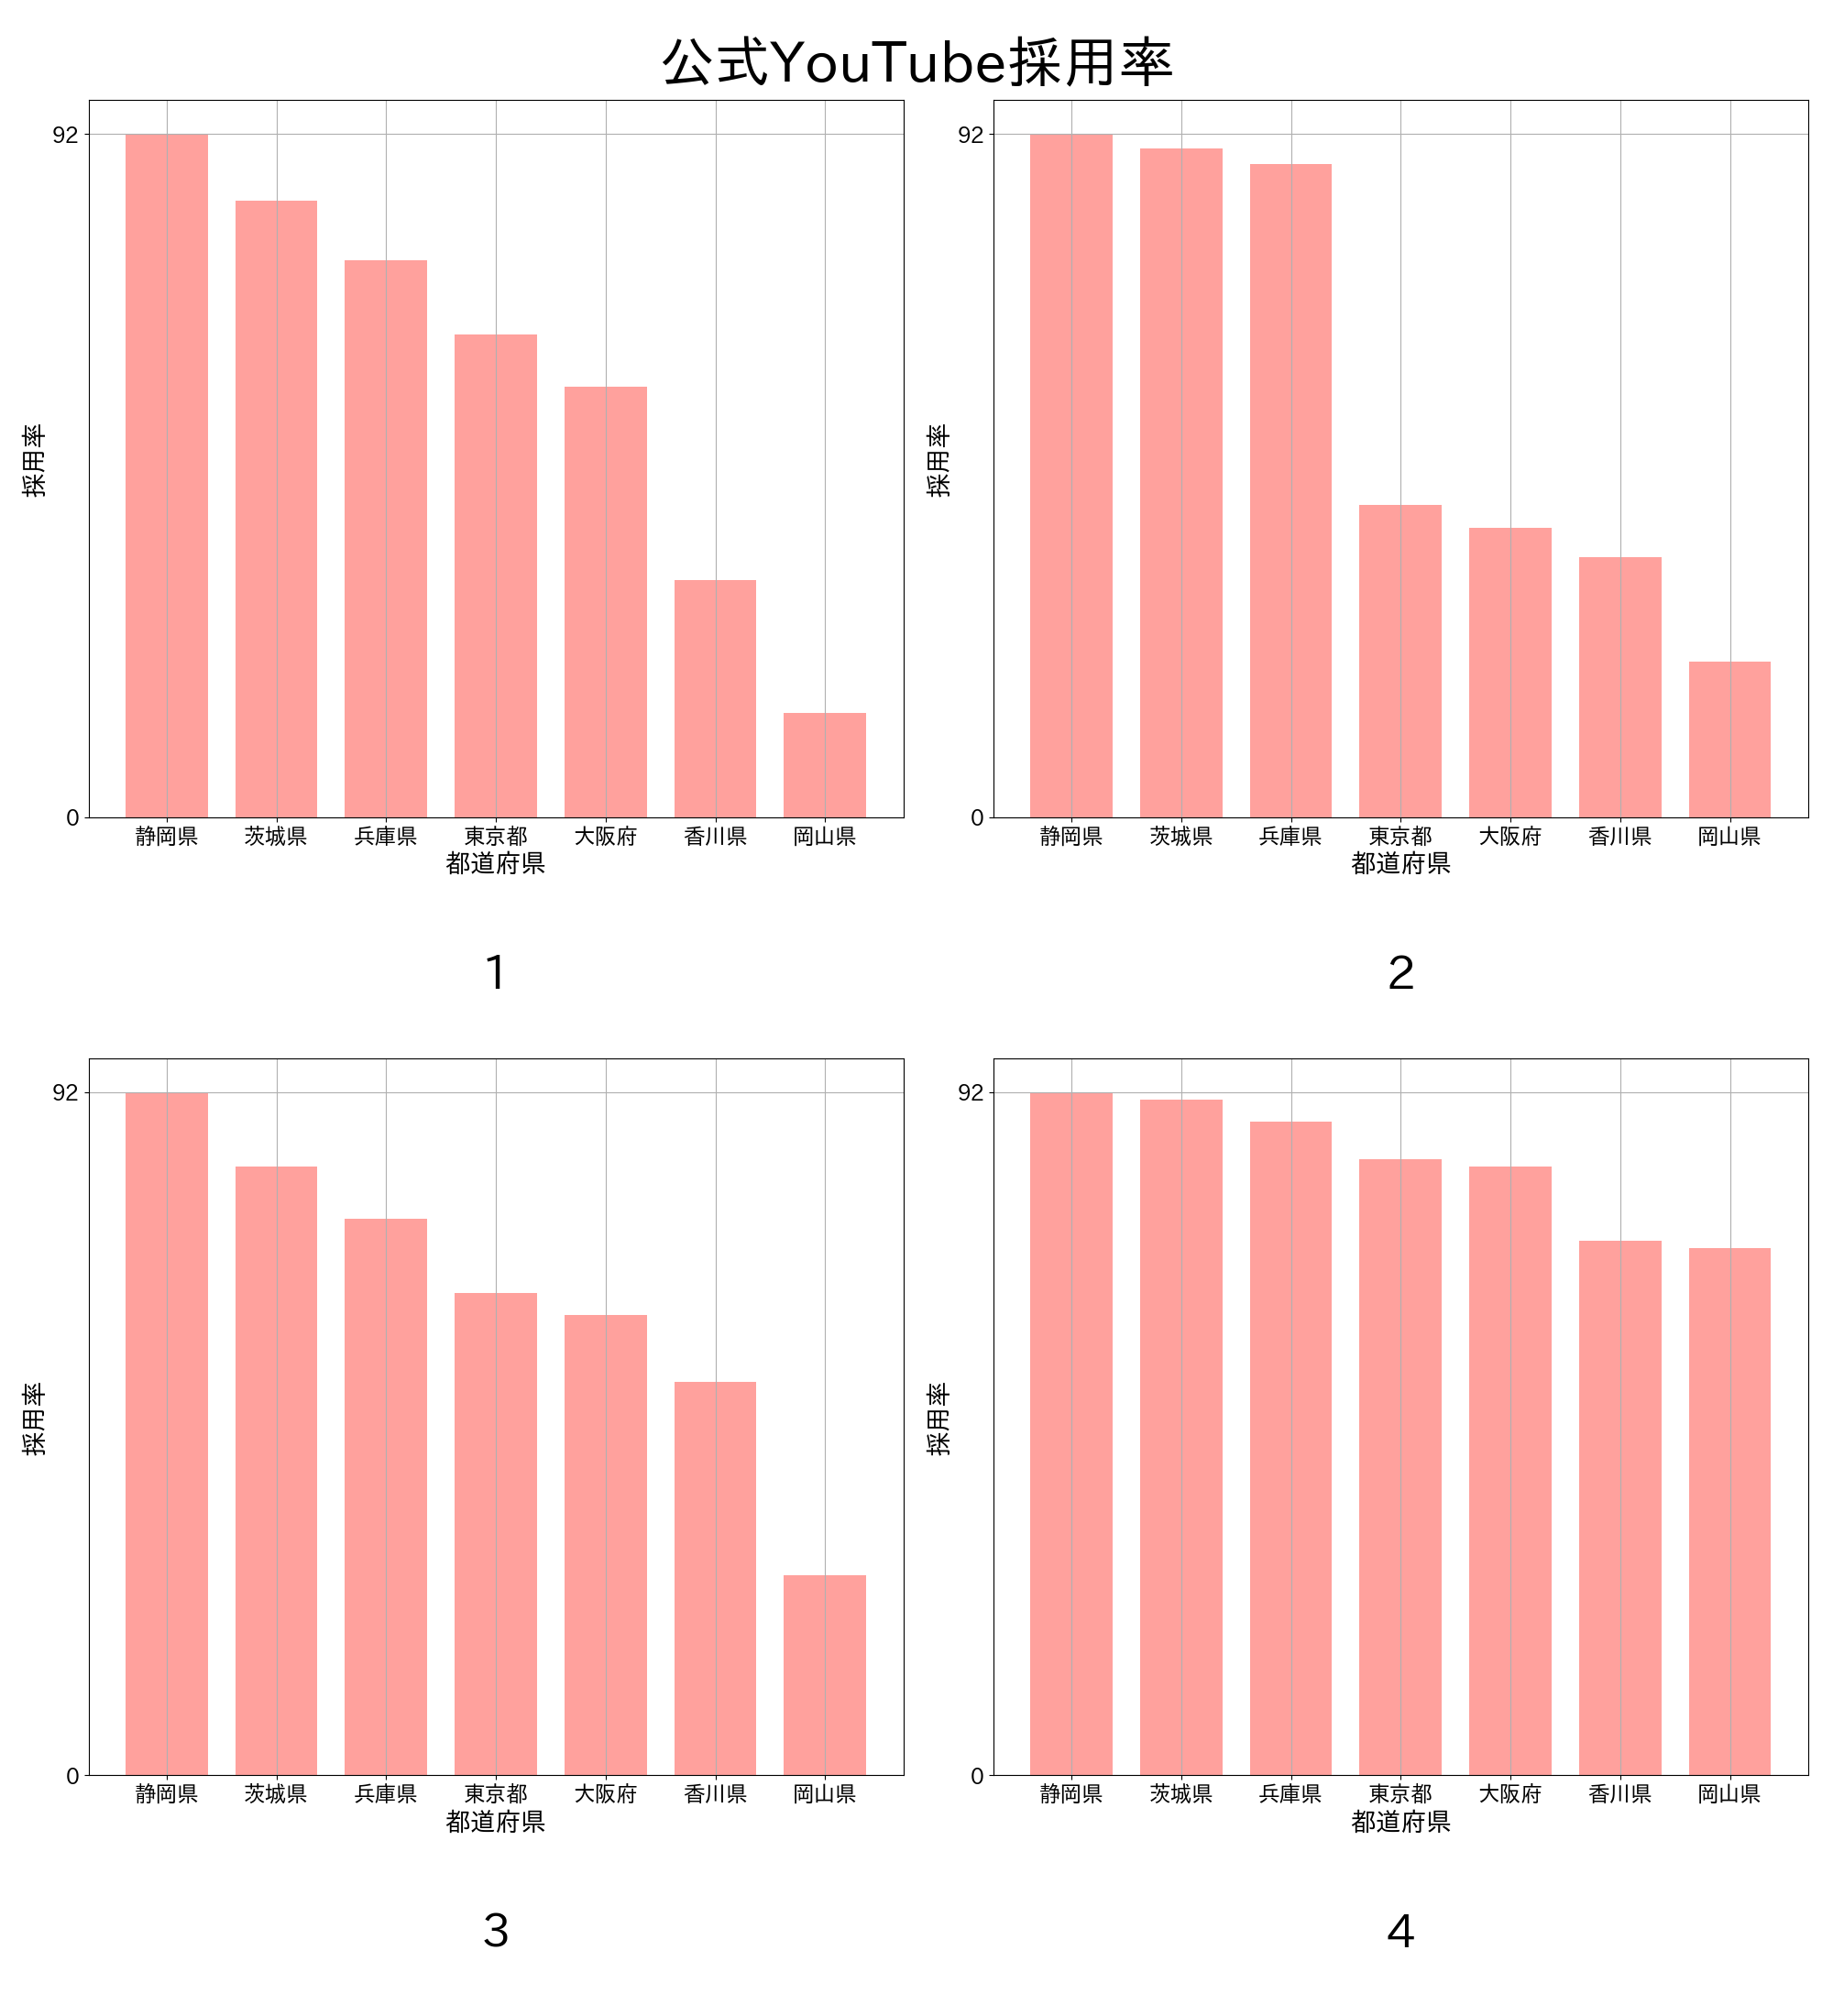 公式YouTube採用率
92
0
採用率
静岡県 茨城県 兵庫県 東京都 大阪府 香川県 岡山県
都道府県
1
92
0
採用率
静岡県 茨城県 兵庫県 東京都 大阪府 香川県 岡山県
都道府県
2
92
0
採用率
静岡県 茨城県 兵庫県 東京都 大阪府 香川県 岡山県
都道府県
3
92
0
採用率
静岡県 茨城県 兵庫県 東京都 大阪府 香川県 岡山県
都道府県
4